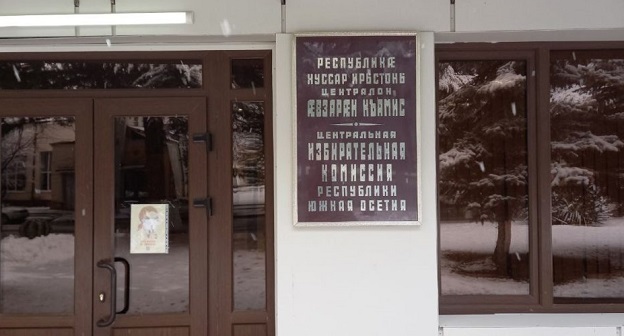 РЕСПУБЛИКӔ
ХУССАР ИРЫСТОНЫ
ЦЕНТРАЛОН
ӔВЗАРӔН КЪАМИС
ЦЕНТРАЛЬНАЯ
ИЗБИРАТЕЛЬНАЯ
КОМИССИЯ
РЕСПУБЛИКИ
ЮЖНАЯ ОСЕТИЯ